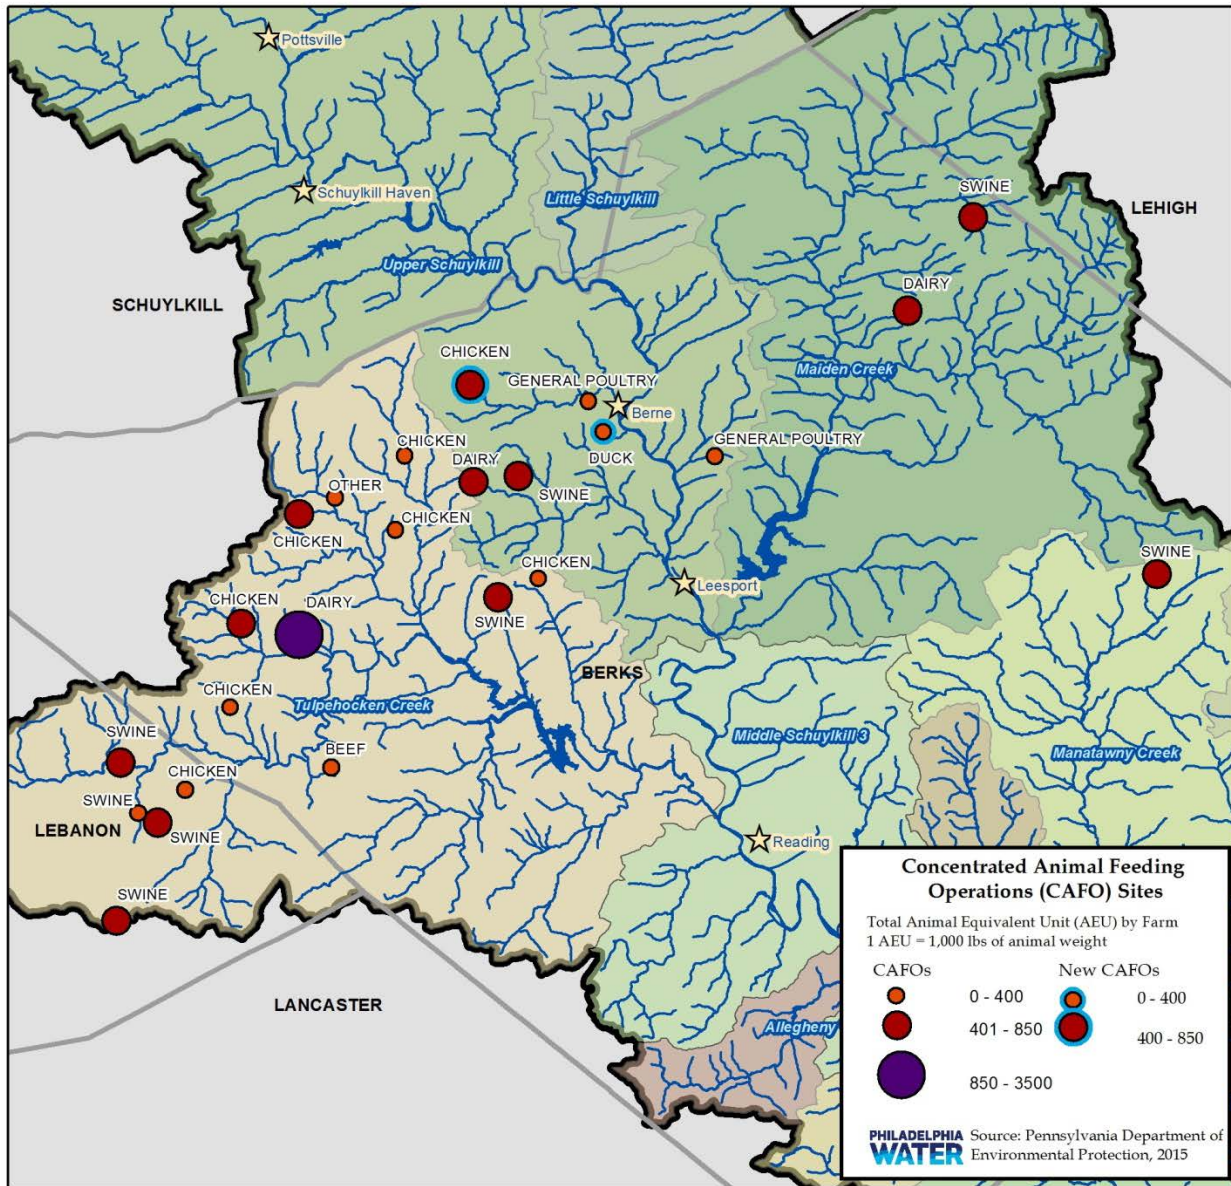 Pottsville
Schuylkill Haven
Little Schuylkill
SWINE
LEHIGH
Upper Schuylkill
SCHUYLKILL
DAIRY
CHICKEN
Maiden Creek
GENERAL POULTRY
Berne
CHICKEN
GENERAL POULTRY
DAIRY
DUCK
OTHER
SWINE
CHICKEN
CHICKEN
CHICKEN
SWINE
Leesport
CHICKEN
DAIRY
SWINE
BERKS
CHICKEN
Tulpehocken Creek
SWINE
BEEF
Middle Schuylkill 3
Manatawny Creek
CHICKEN
SWINE
LEBANON
SWINE
Reading
SWINE
LANCASTER
Allegheny
Concentrated Animal Feeding
Operations (CAFO) Sites
Total Animal Equivalent Unit (AEU) by Farm
1 AEU = 1,000 lbs of animal weight
CAFOs
0 - 400
401 - 850
850 - 3500
New CAFOs
0 - 400
400 - 850
PHILADELPHIA
WATER
Source: Pennsylvania Department of
Environmental Protection, 2015